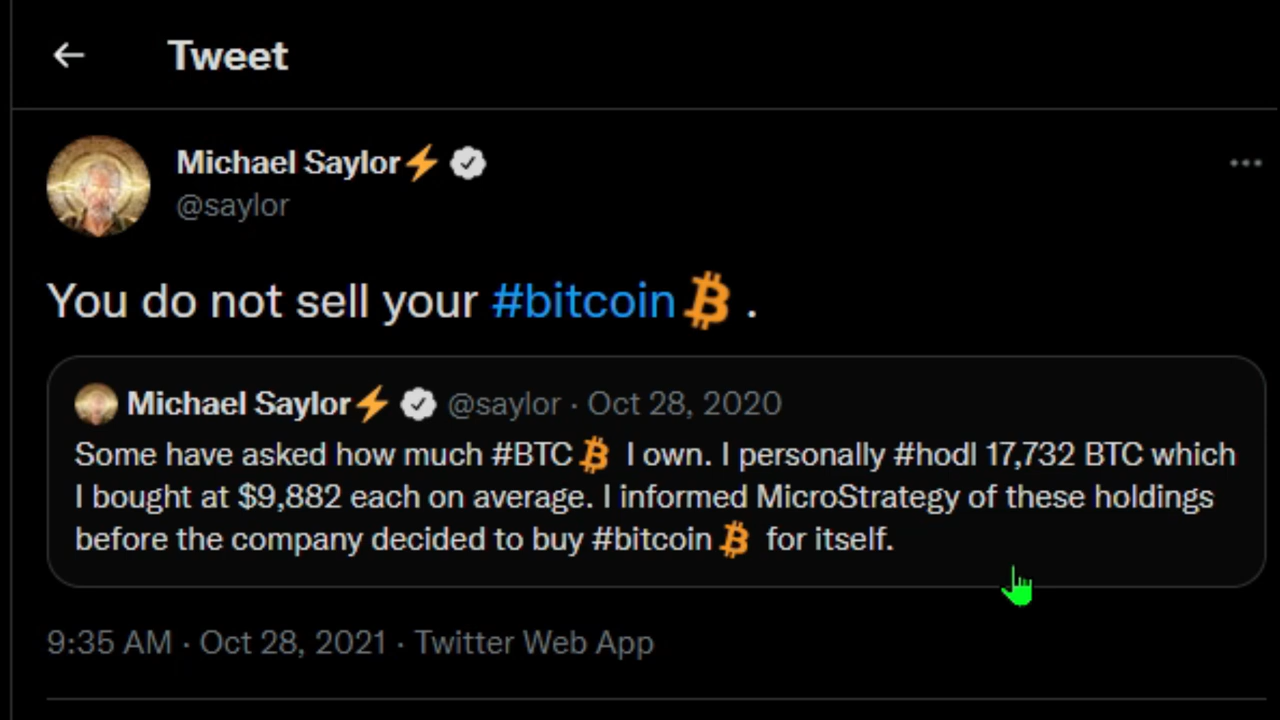 Tweet
Michael Saylor⚡
@saylor
You do not sell your #bitcoin₿ .
Michael Saylor⚡ @saylor · Oct 28, 2020
Some have asked how much #BTC₿ I own. I personally #hodl 17,732 BTC which
I bought at $9,882 each on average. I informed MicroStrategy of these holdings
before the company decided to buy #bitcoin₿ for itself.
9:35 AM · Oct 28, 2021 · Twitter Web App